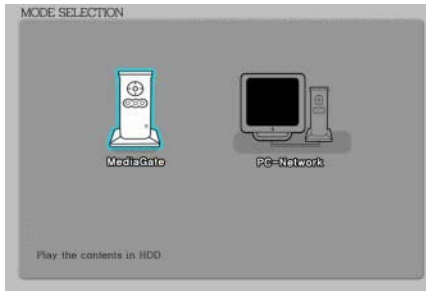 MODE SELECTION
MediaGate
PC-Network
Play the contents in HDD